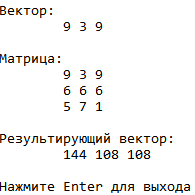 Вектор:
9 3 9
Матрица:
9 3 9
6 6 6
5 7 1
Результирующий вектор:
144 108 108
Нажмите Enter для выхода